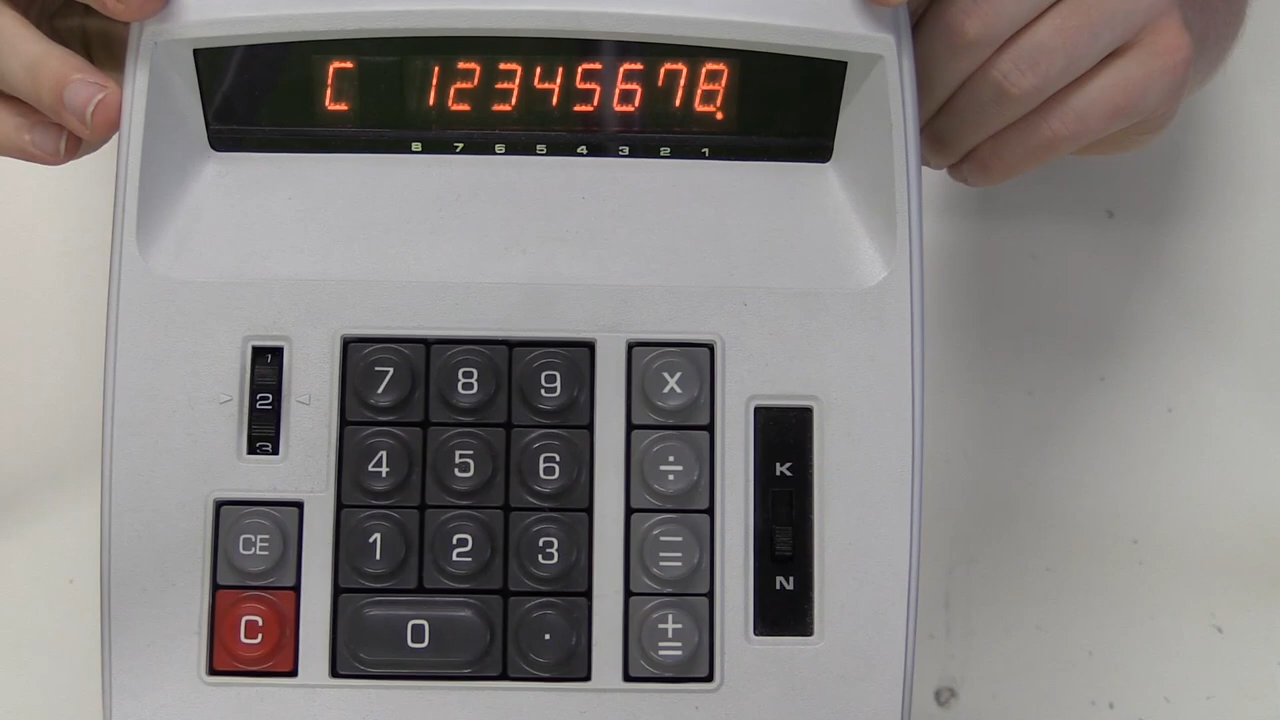 C 12345678.
8 7 6 5 4 3 2 1
1
2
3
7 8 9 X
4 5 6 ÷
K
CE 1 2 3 =
N
C 0 . ±